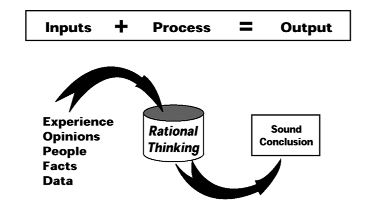 Inputs + Process = Output
Experience
Opinions
People
Facts
Data
Rational
Thinking
Sound
Conclusion